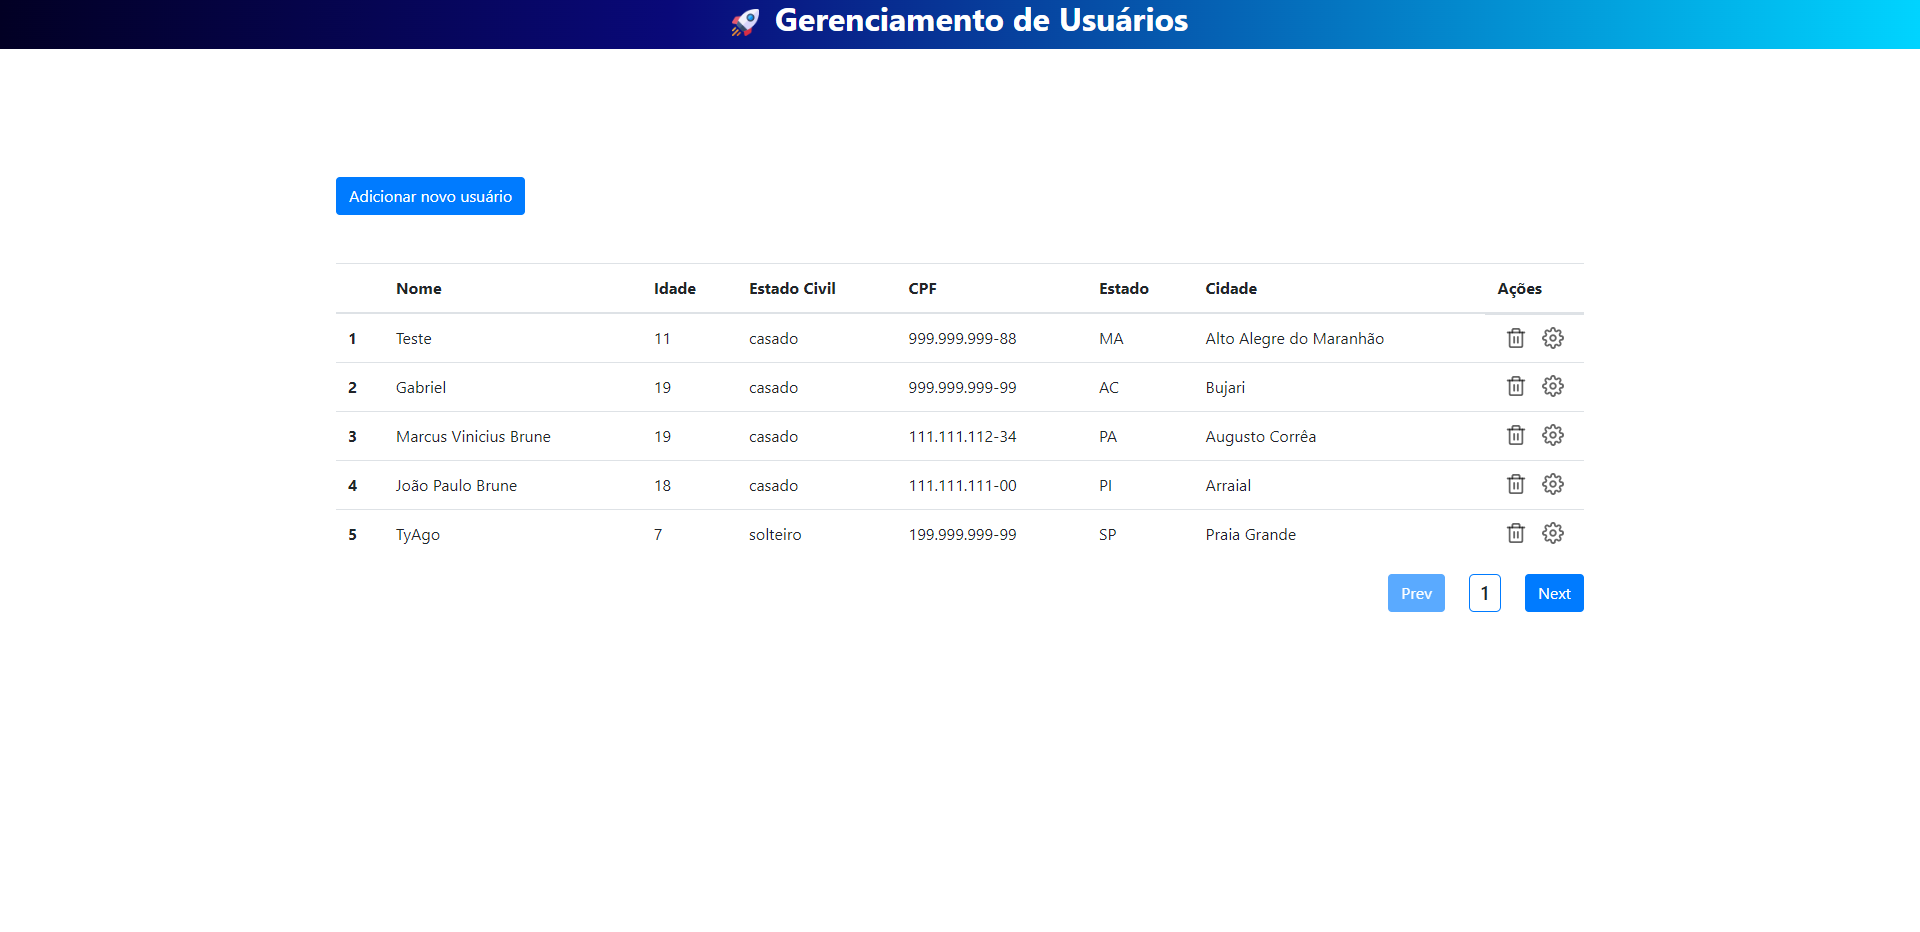 🚀 Gerenciamento de Usuários
Adicionar novo usuário
Nome Idade Estado Civil CPF Estado Cidade Ações
1 Teste 11 casado 999.999.999-88 MA Alto Alegre do Maranhão
2 Gabriel 19 casado 999.999.999-99 AC Bujari
3 Marcus Vinicius Brune 19 casado 111.111.112-34 PA Augusto Corrêa
4 João Paulo Brune 18 casado 111.111.111-00 PI Arraial
5 TyAgo 7 solteiro 199.999.999-99 SP Praia Grande
Prev 1 Next